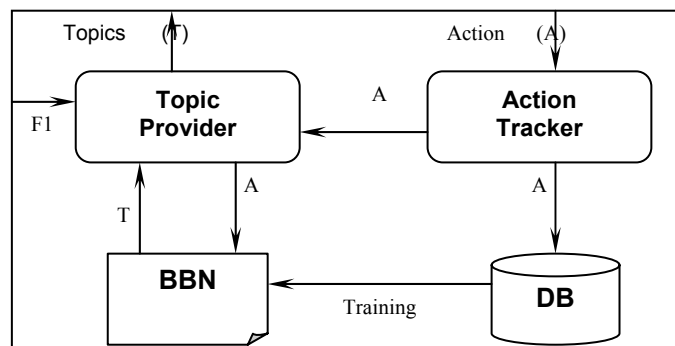 Topics (T) Action (A)
Topic
Provider
A
Action
Tracker
F1
T
A
A
BBN
Training
DB